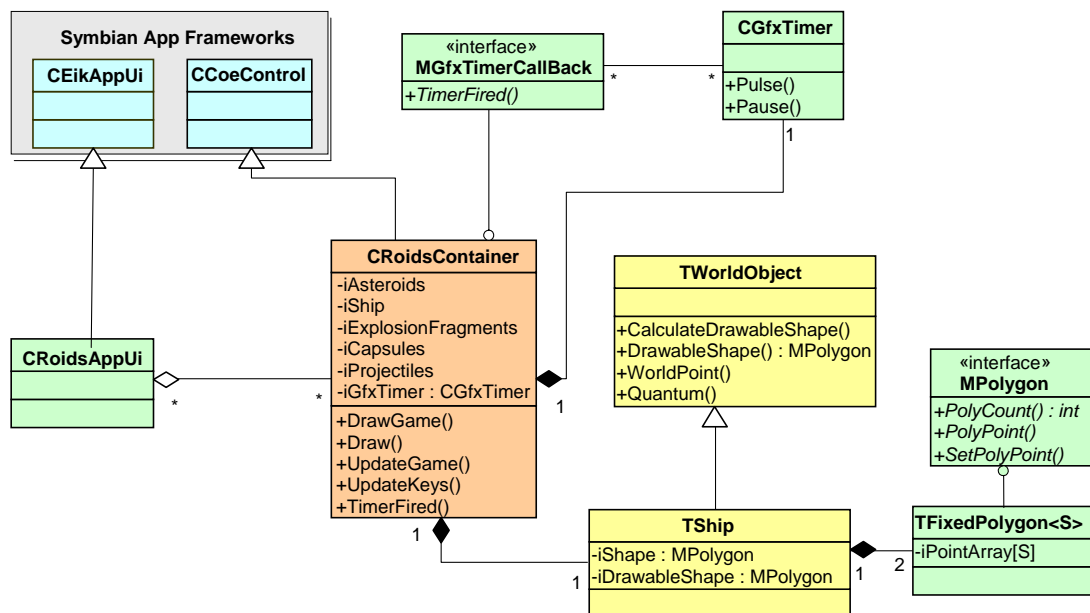 Symbian App Frameworks
CEikAppUi
CCoeControl
«interface»
MGfxTimerCallBack
+TimerFired()
*
*
CGfxTimer
+Pulse()
+Pause()
1
CRoidsContainer
-iAsteroids
-iShip
-iExplosionFragments
-iCapsules
-iProjectiles
-iGfxTimer : CGfxTimer
+DrawGame()
+Draw()
+UpdateGame()
+UpdateKeys()
+TimerFired()
1
1
CRoidsAppUi
*
*
TWorldObject
+CalculateDrawableShape()
+DrawableShape() : MPolygon
+WorldPoint()
+Quantum()
«interface»
MPolygon
+PolyCount() : int
+PolyPoint()
+SetPolyPoint()
TShip
-iShape : MPolygon
-iDrawableShape : MPolygon
1
1
2
TFixedPolygon<S>
-iPointArray[S]